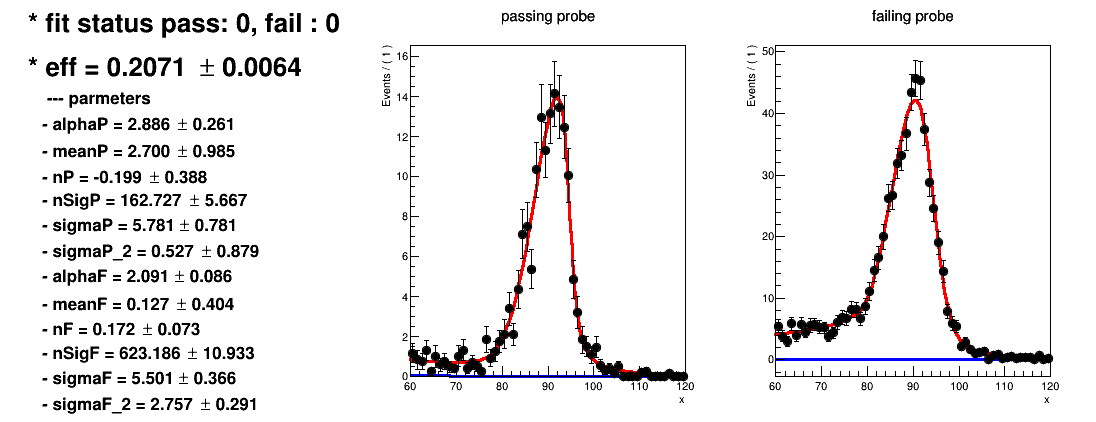 * fit status pass: 0, fail : 0
* eff = 0.2071 ± 0.0064
--- parmeters
- alphaP = 2.886 ± 0.261
- meanP = 2.700 ± 0.985
- nP = -0.199 ± 0.388
- nSigP = 162.727 ± 5.667
- sigmaP = 5.781 ± 0.781
- sigmaP_2 = 0.527 ± 0.879
- alphaF = 2.091 ± 0.086
- meanF = 0.127 ± 0.404
- nF = 0.172 ± 0.073
- nSigF = 623.186 ± 10.933
- sigmaF = 5.501 ± 0.366
- sigmaF_2 = 2.757 ± 0.291
passing probe
Events / ( 1 )
16
14
12
10
8
6
4
2
0
60 70 80 90 100 110 120
x
failing probe
Events / ( 1 )
50
40
30
20
10
0
60 70 80 90 100 110 120
x